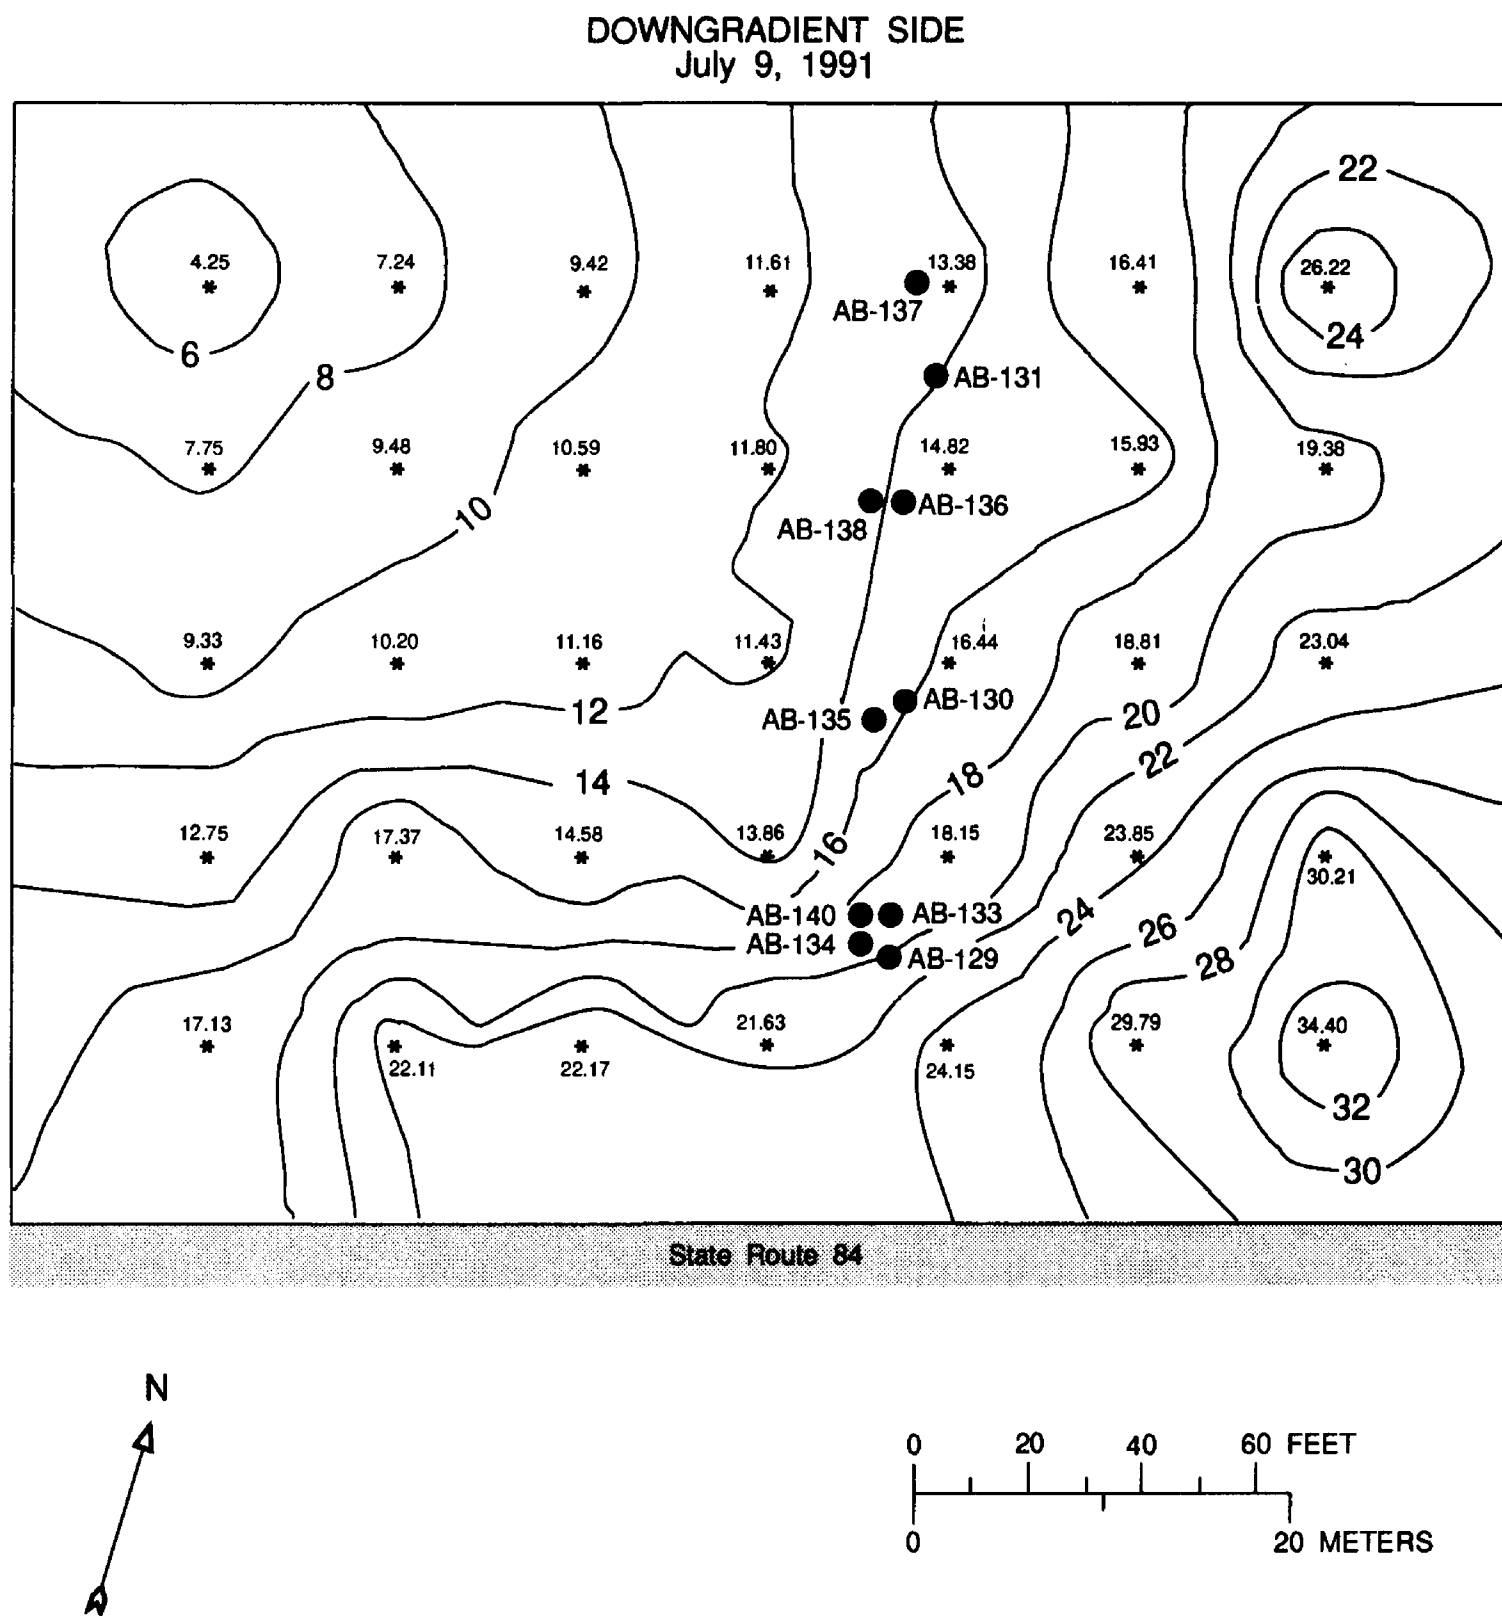 DOWNGRADIENT SIDE
July 9, 1991
22
4.25 7.24 9.42 11.61 13.38 16.41 26.22
AB-137
6 24
8 AB-131
7.75 9.48 10.59 11.80 14.82 15.93 19.38
10 AB-138 AB-136
9.33 10.20 11.16 11.43 16.44 18.81 23.04
12 AB-135 AB-130 20
14 18 22
12.75 17.37 14.58 13.86 16 18.15 23.85 30.21
AB-140 AB-133 24 26
AB-134 AB-129 28
17.13 22.11 22.17 21.63 24.15 29.79 34.40
32
30
State Route 84
N
0 20 40 60 FEET
0 20 METERS